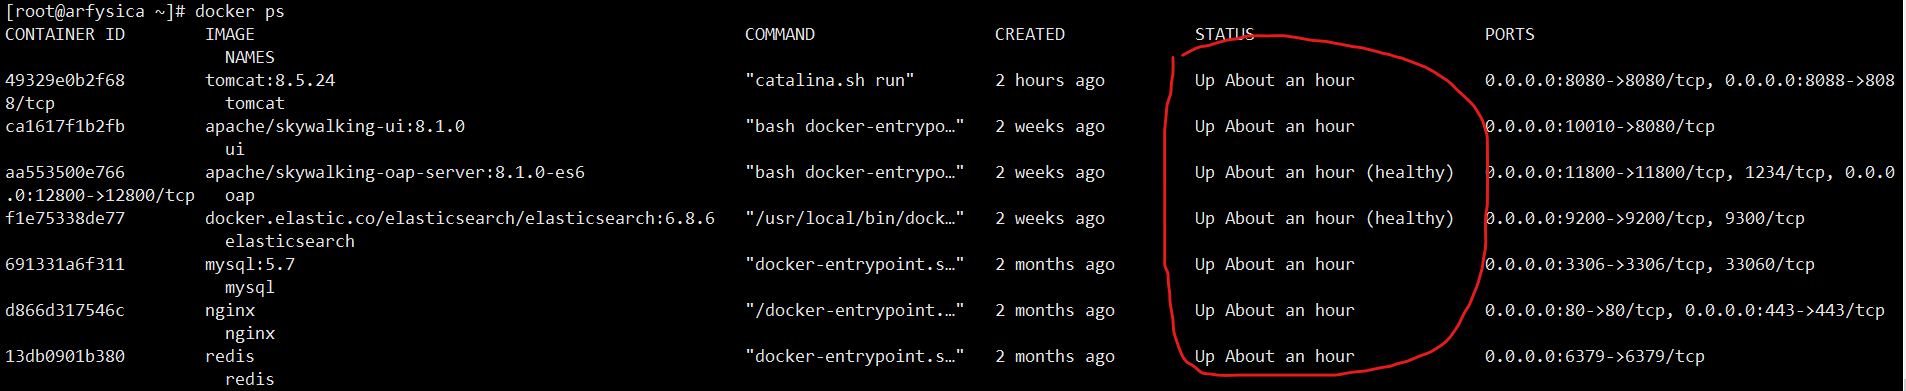 [root@arfysica ~]# docker ps
CONTAINER ID        IMAGE                                                 COMMAND                  CREATED             STATUS                       PORTS
                      NAMES
49329e0b2f68        tomcat:8.5.24                                         "catalina.sh run"        2 hours ago         Up About an hour             0.0.0.0:8080->8080/tcp, 0.0.0.0:8088->808
8/tcp                 tomcat
ca1617f1b2fb        apache/skywalking-ui:8.1.0                            "bash docker-entrypo…"   2 weeks ago         Up About an hour             0.0.0.0:10010->8080/tcp
                      ui
aa553500e766        apache/skywalking-oap-server:8.1.0-es6                "bash docker-entrypo…"   2 weeks ago         Up About an hour (healthy)   0.0.0.0:11800->11800/tcp, 1234/tcp, 0.0.0
.0:12800->12800/tcp   oap
f1e75338de77        docker.elastic.co/elasticsearch/elasticsearch:6.8.6   "/usr/local/bin/dock…"   2 weeks ago         Up About an hour (healthy)   0.0.0.0:9200->9200/tcp, 9300/tcp
                      elasticsearch
691331a6f311        mysql:5.7                                             "docker-entrypoint.s…"   2 months ago        Up About an hour             0.0.0.0:3306->3306/tcp, 33060/tcp
                      mysql
d866d317546c        nginx                                                 "/docker-entrypoint.…"   2 months ago        Up About an hour             0.0.0.0:80->80/tcp, 0.0.0.0:443->443/tcp
                      nginx
13db0901b380        redis                                                 "docker-entrypoint.s…"   2 months ago        Up About an hour             0.0.0.0:6379->6379/tcp
                      redis